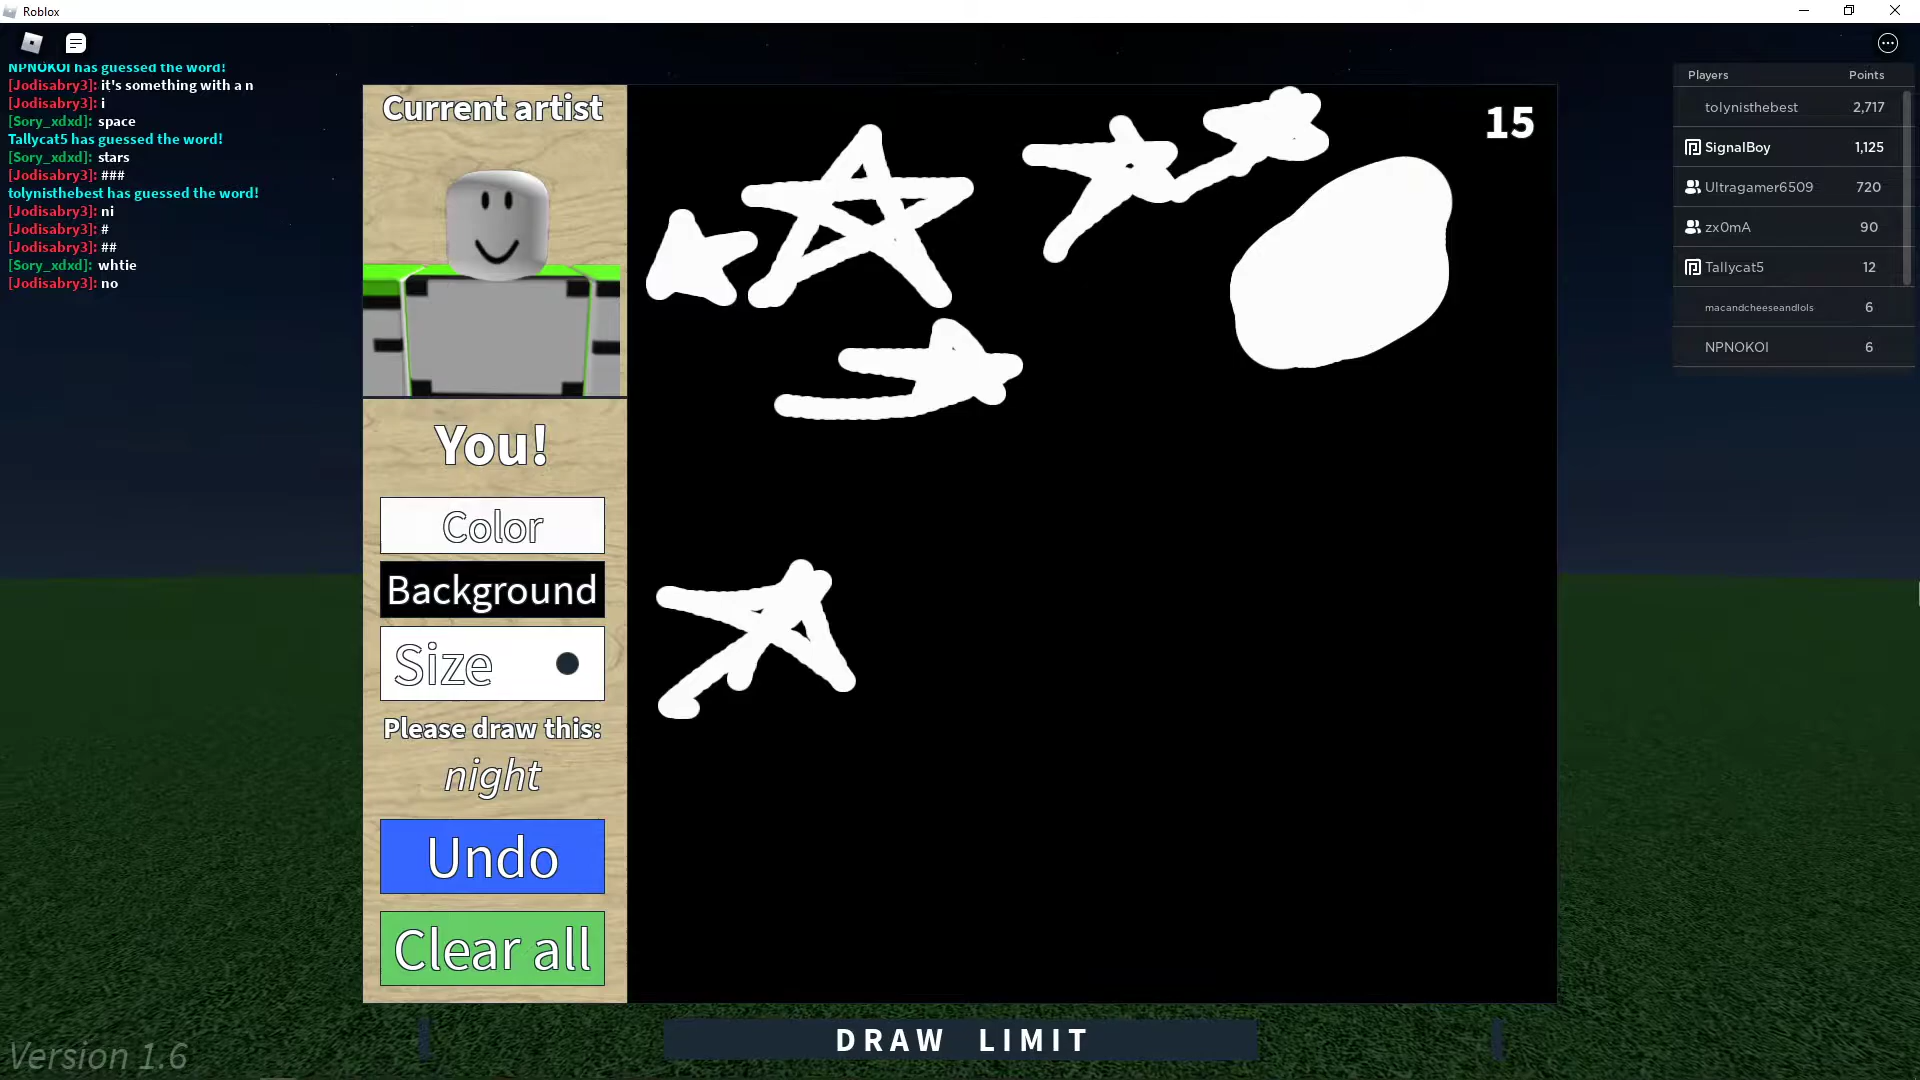 Roblox
NPNOKOI has guessed the word!
[Jodisabry3]: it's something with a n
[Jodisabry3]: i
[Sory_xdxd]: space
Tallycat5 has guessed the word!
[Sory_xdxd]: stars
[Jodisabry3]: ###
tolynisthebest has guessed the word!
[Jodisabry3]: ni
[Jodisabry3]: #
[Jodisabry3]: ##
[Sory_xdxd]: whtie
[Jodisabry3]: no
Current artist
You!
Color
Background
Size
Please draw this:
night
Undo
Clear all
15
Players Points
tolynisthebest 2,717
SignalBoy 1,125
Ultragamer6509 720
zx0mA 90
Tallycat5 12
macandcheeseandlols 6
NPNOKOI 6
DRAW LIMIT
Version 1.6